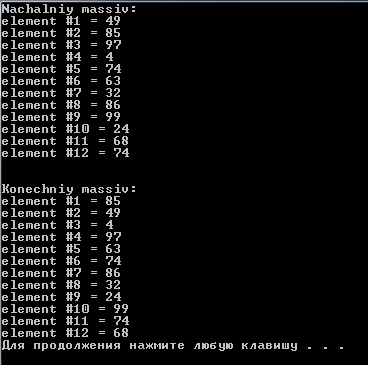 Nachalniy massiv:
element #1 = 49
element #2 = 85
element #3 = 97
element #4 = 4
element #5 = 74
element #6 = 63
element #7 = 32
element #8 = 86
element #9 = 99
element #10 = 24
element #11 = 68
element #12 = 74
Konechniy massiv:
element #1 = 85
element #2 = 49
element #3 = 4
element #4 = 97
element #5 = 63
element #6 = 74
element #7 = 86
element #8 = 32
element #9 = 24
element #10 = 99
element #11 = 74
element #12 = 68
Для продолжения нажмите любую клавишу . . .